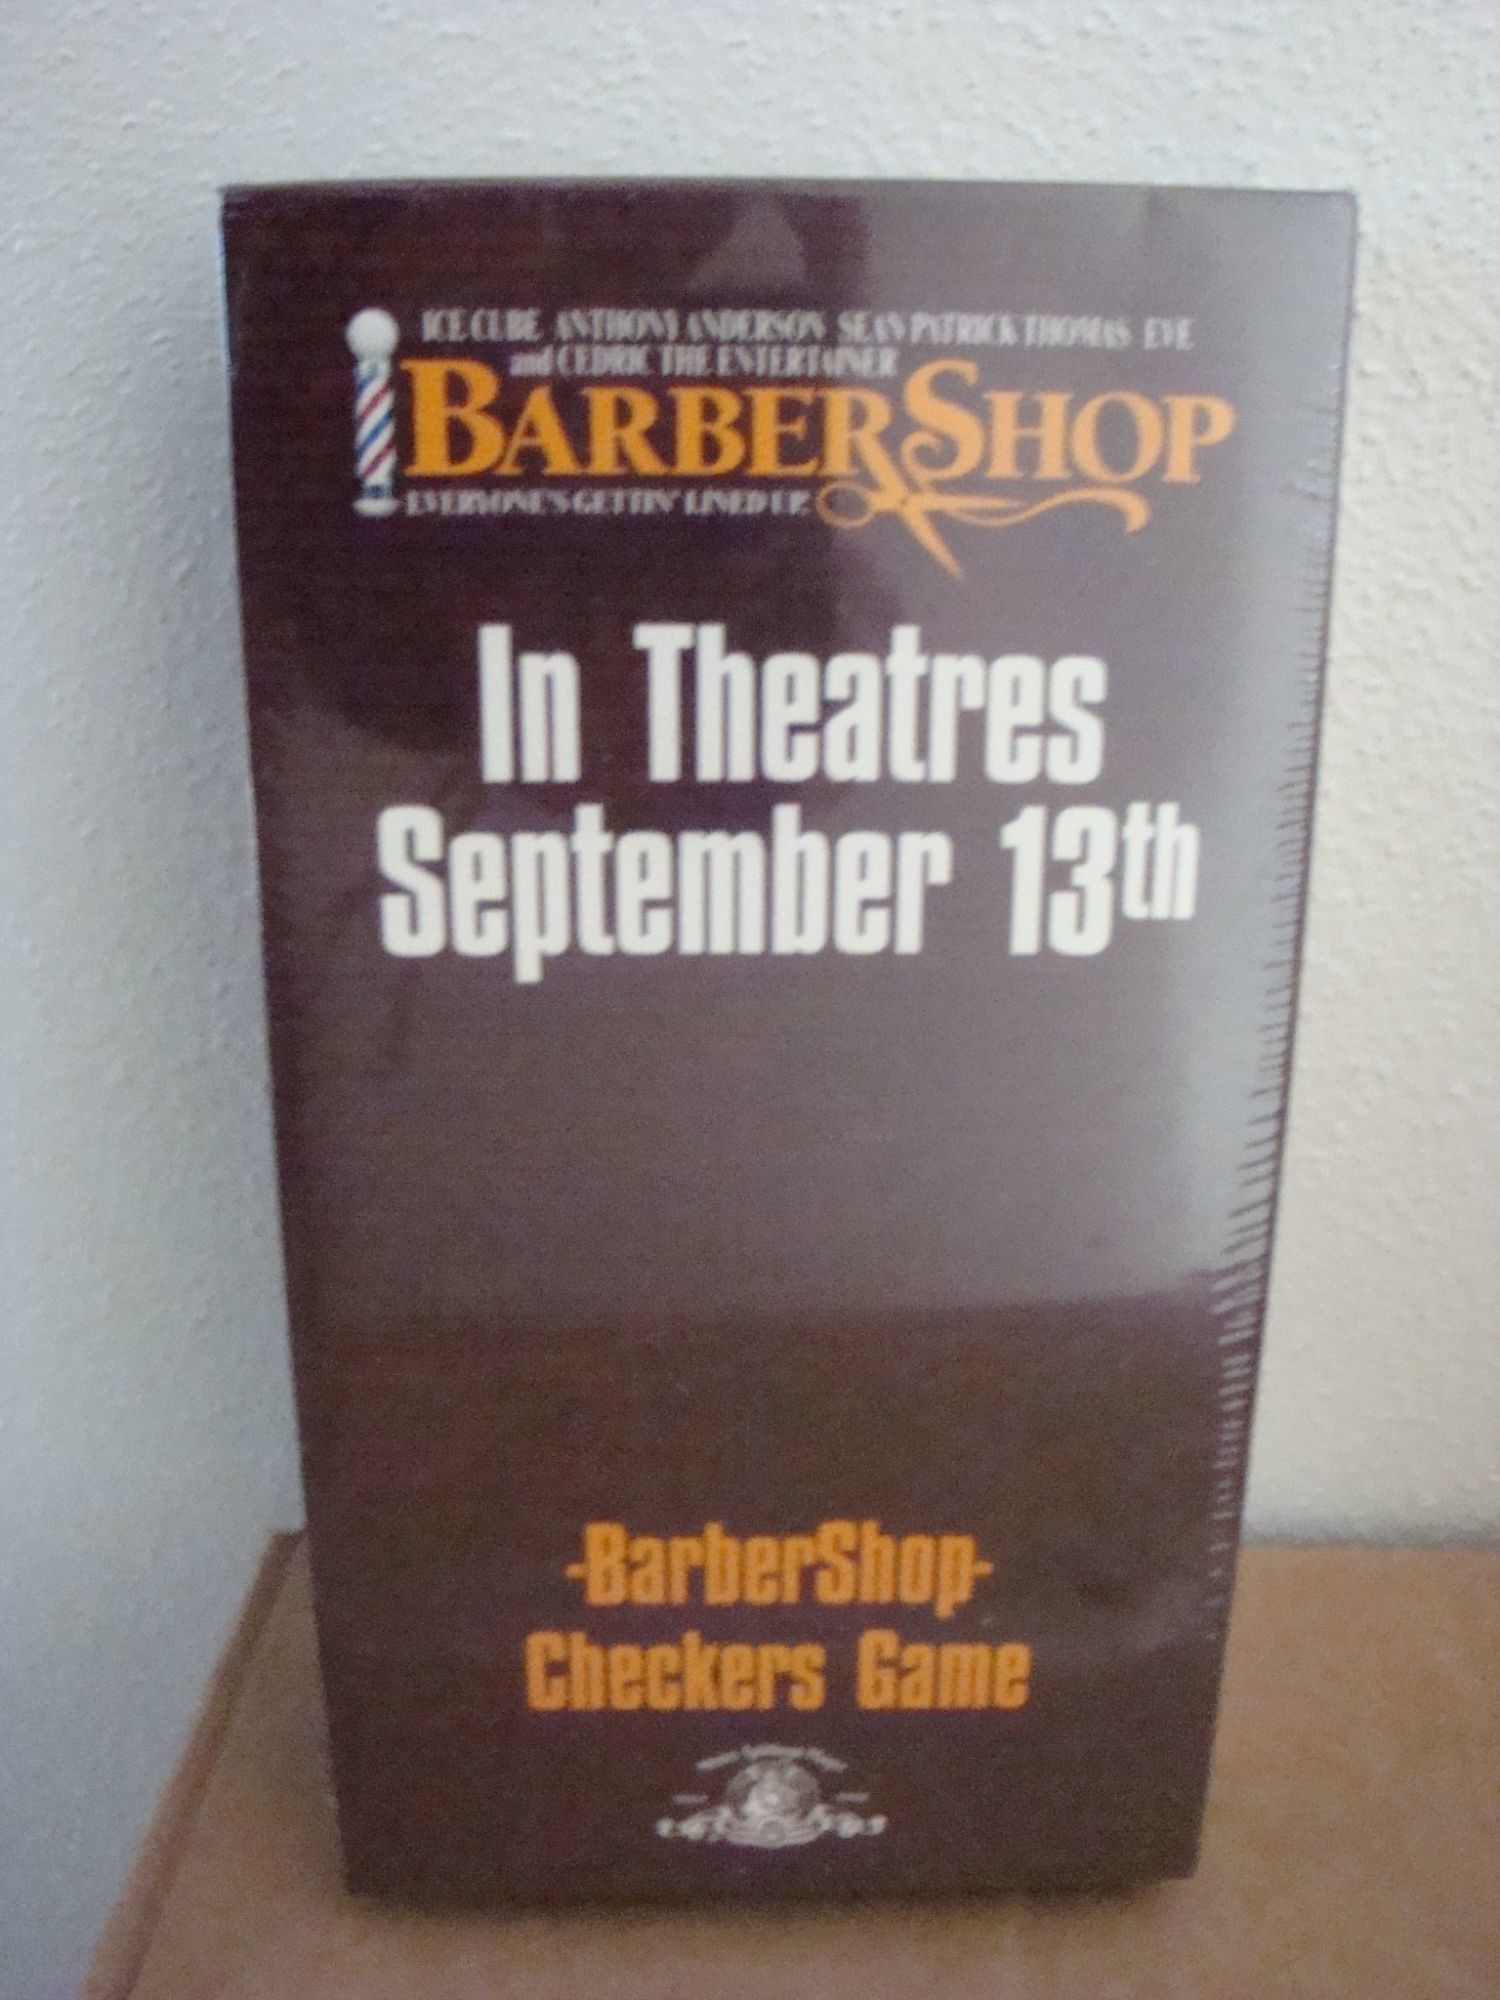 ICE CUBE ANTHONY ANDERSON SEAN PATRICK THOMAS EVE
and CEDRIC THE ENTERTAINER
BARBERSHOP
EVERYONE'S GETTIN' LINED UP.
In Theatres
September 13th
-BarberShop-
Checkers Game